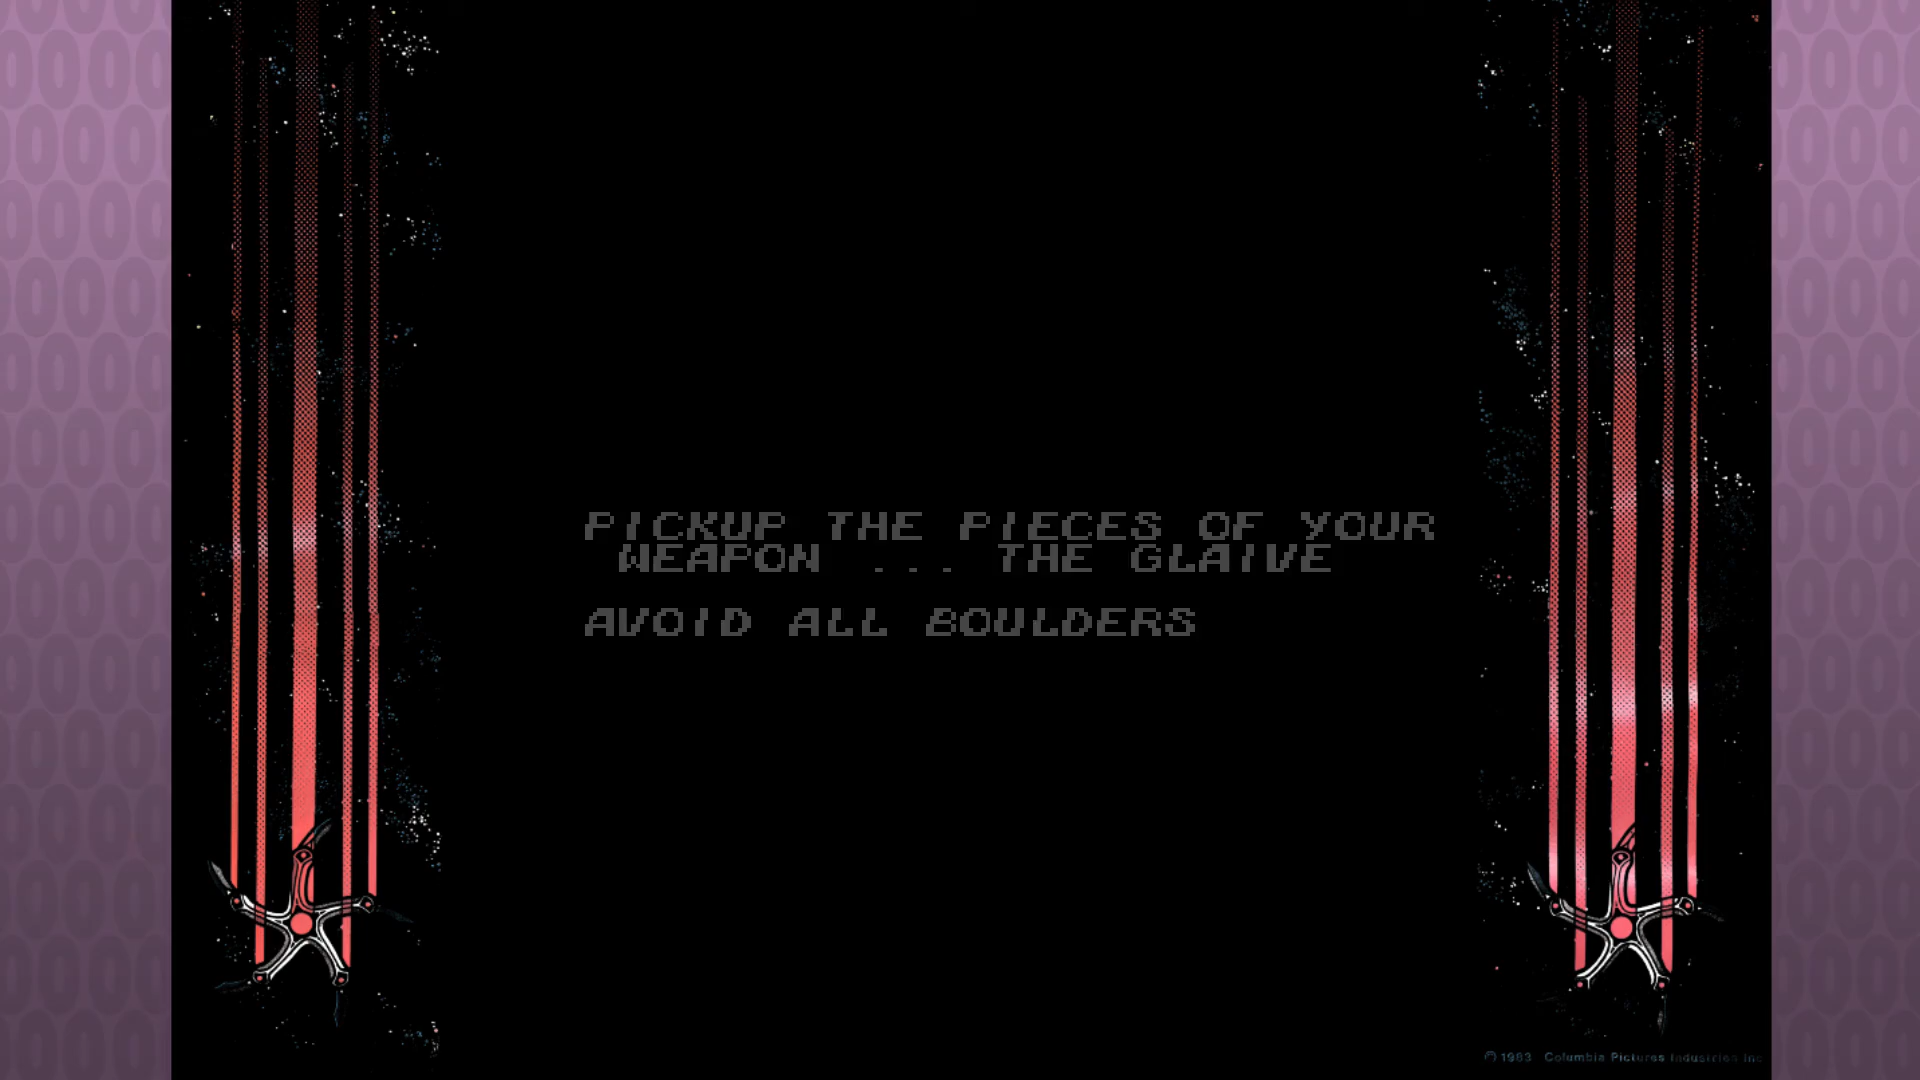 PICKUP THE PIECES OF YOUR
WEAPON ... THE GLAIVE
AVOID ALL BOULDERS
© 1983 Columbia Pictures Industries Inc